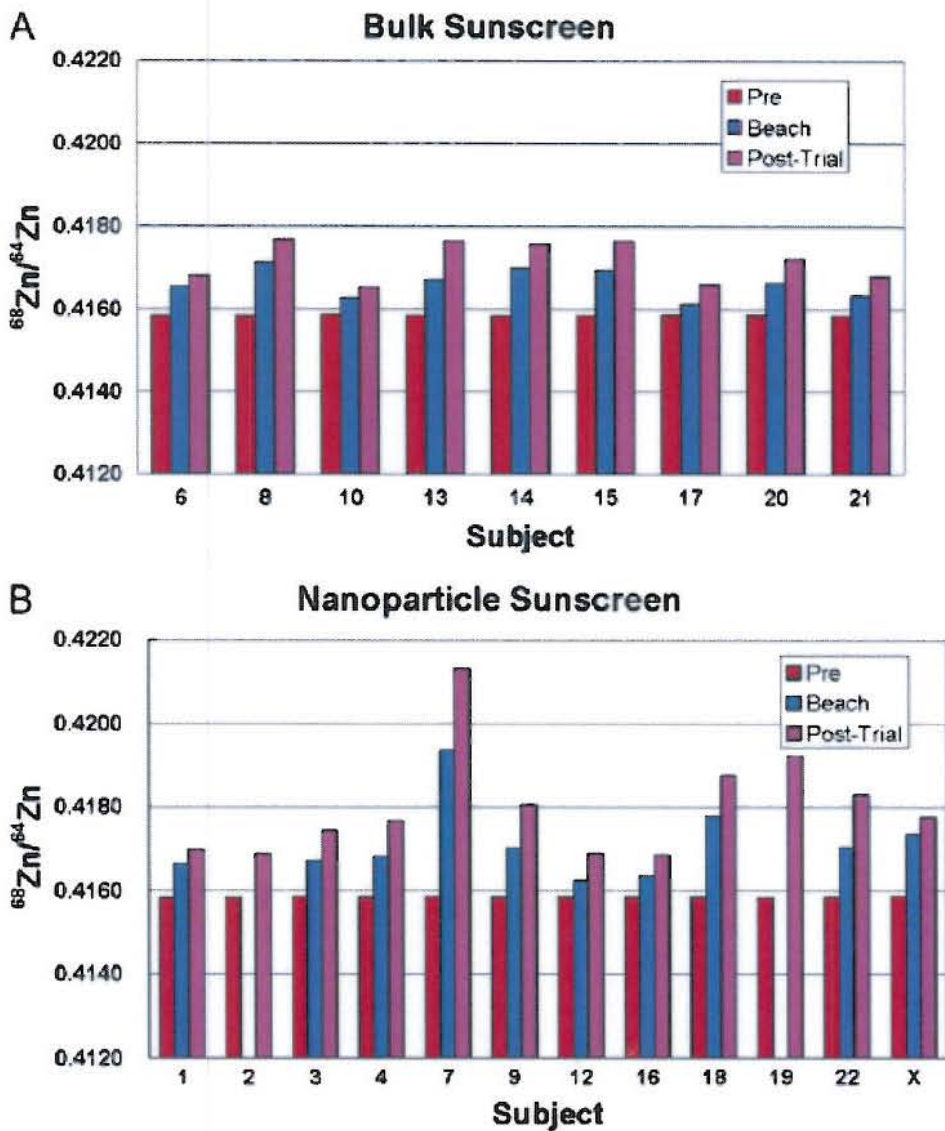 A
Bulk Sunscreen
0.4220
0.4200
0.4180
0.4160
0.4140
0.4120
⁶⁸Zn/⁶⁴Zn
Pre
Beach
Post-Trial
6 8 10 13 14 15 17 20 21
Subject
B
Nanoparticle Sunscreen
0.4220
0.4200
0.4180
0.4160
0.4140
0.4120
⁶⁸Zn/⁶⁴Zn
Pre
Beach
Post-Trial
1 2 3 4 7 9 12 16 18 19 22 X
Subject